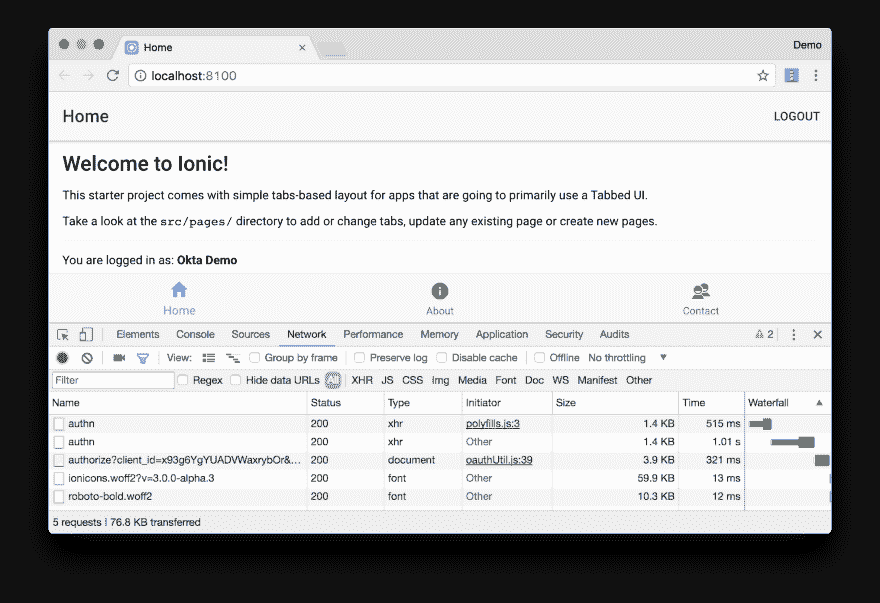 Home
Demo
localhost:8100
Home LOGOUT
Welcome to Ionic!
This starter project comes with simple tabs-based layout for apps that are going to primarily use a Tabbed UI.
Take a look at the src/pages/ directory to add or change tabs, update any existing page or create new pages.
You are logged in as: Okta Demo
Home About Contact
Elements Console Sources Network Performance Memory Application Security Audits 2
View: Group by frame Preserve log Disable cache Offline No throttling
Filter Regex Hide data URLs All XHR JS CSS Img Media Font Doc WS Manifest Other
Name Status Type Initiator Size Time Waterfall
authn 200 xhr polyfills.js:3 1.4 KB 515 ms
authn 200 xhr Other 1.4 KB 1.01 s
authorize?client_id=x93g6YgYUADVWaxrybOr&... 200 document oauthUtil.js:39 3.9 KB 321 ms
ionicons.woff2?v=3.0.0-alpha.3 200 font Other 59.9 KB 13 ms
roboto-bold.woff2 200 font Other 10.3 KB 12 ms
5 requests | 76.8 KB transferred